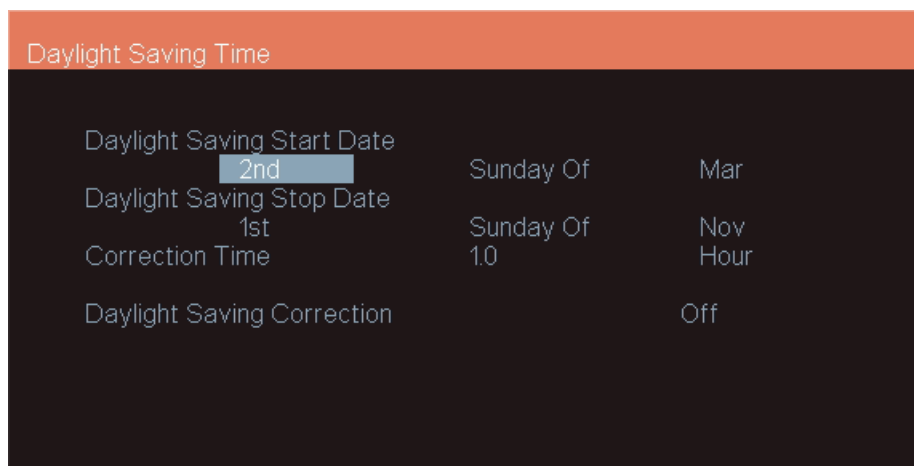 Daylight Saving Time
Daylight Saving Start Date
2nd Sunday Of Mar
Daylight Saving Stop Date
1st Sunday Of Nov
Correction Time 1.0 Hour
Daylight Saving Correction Off